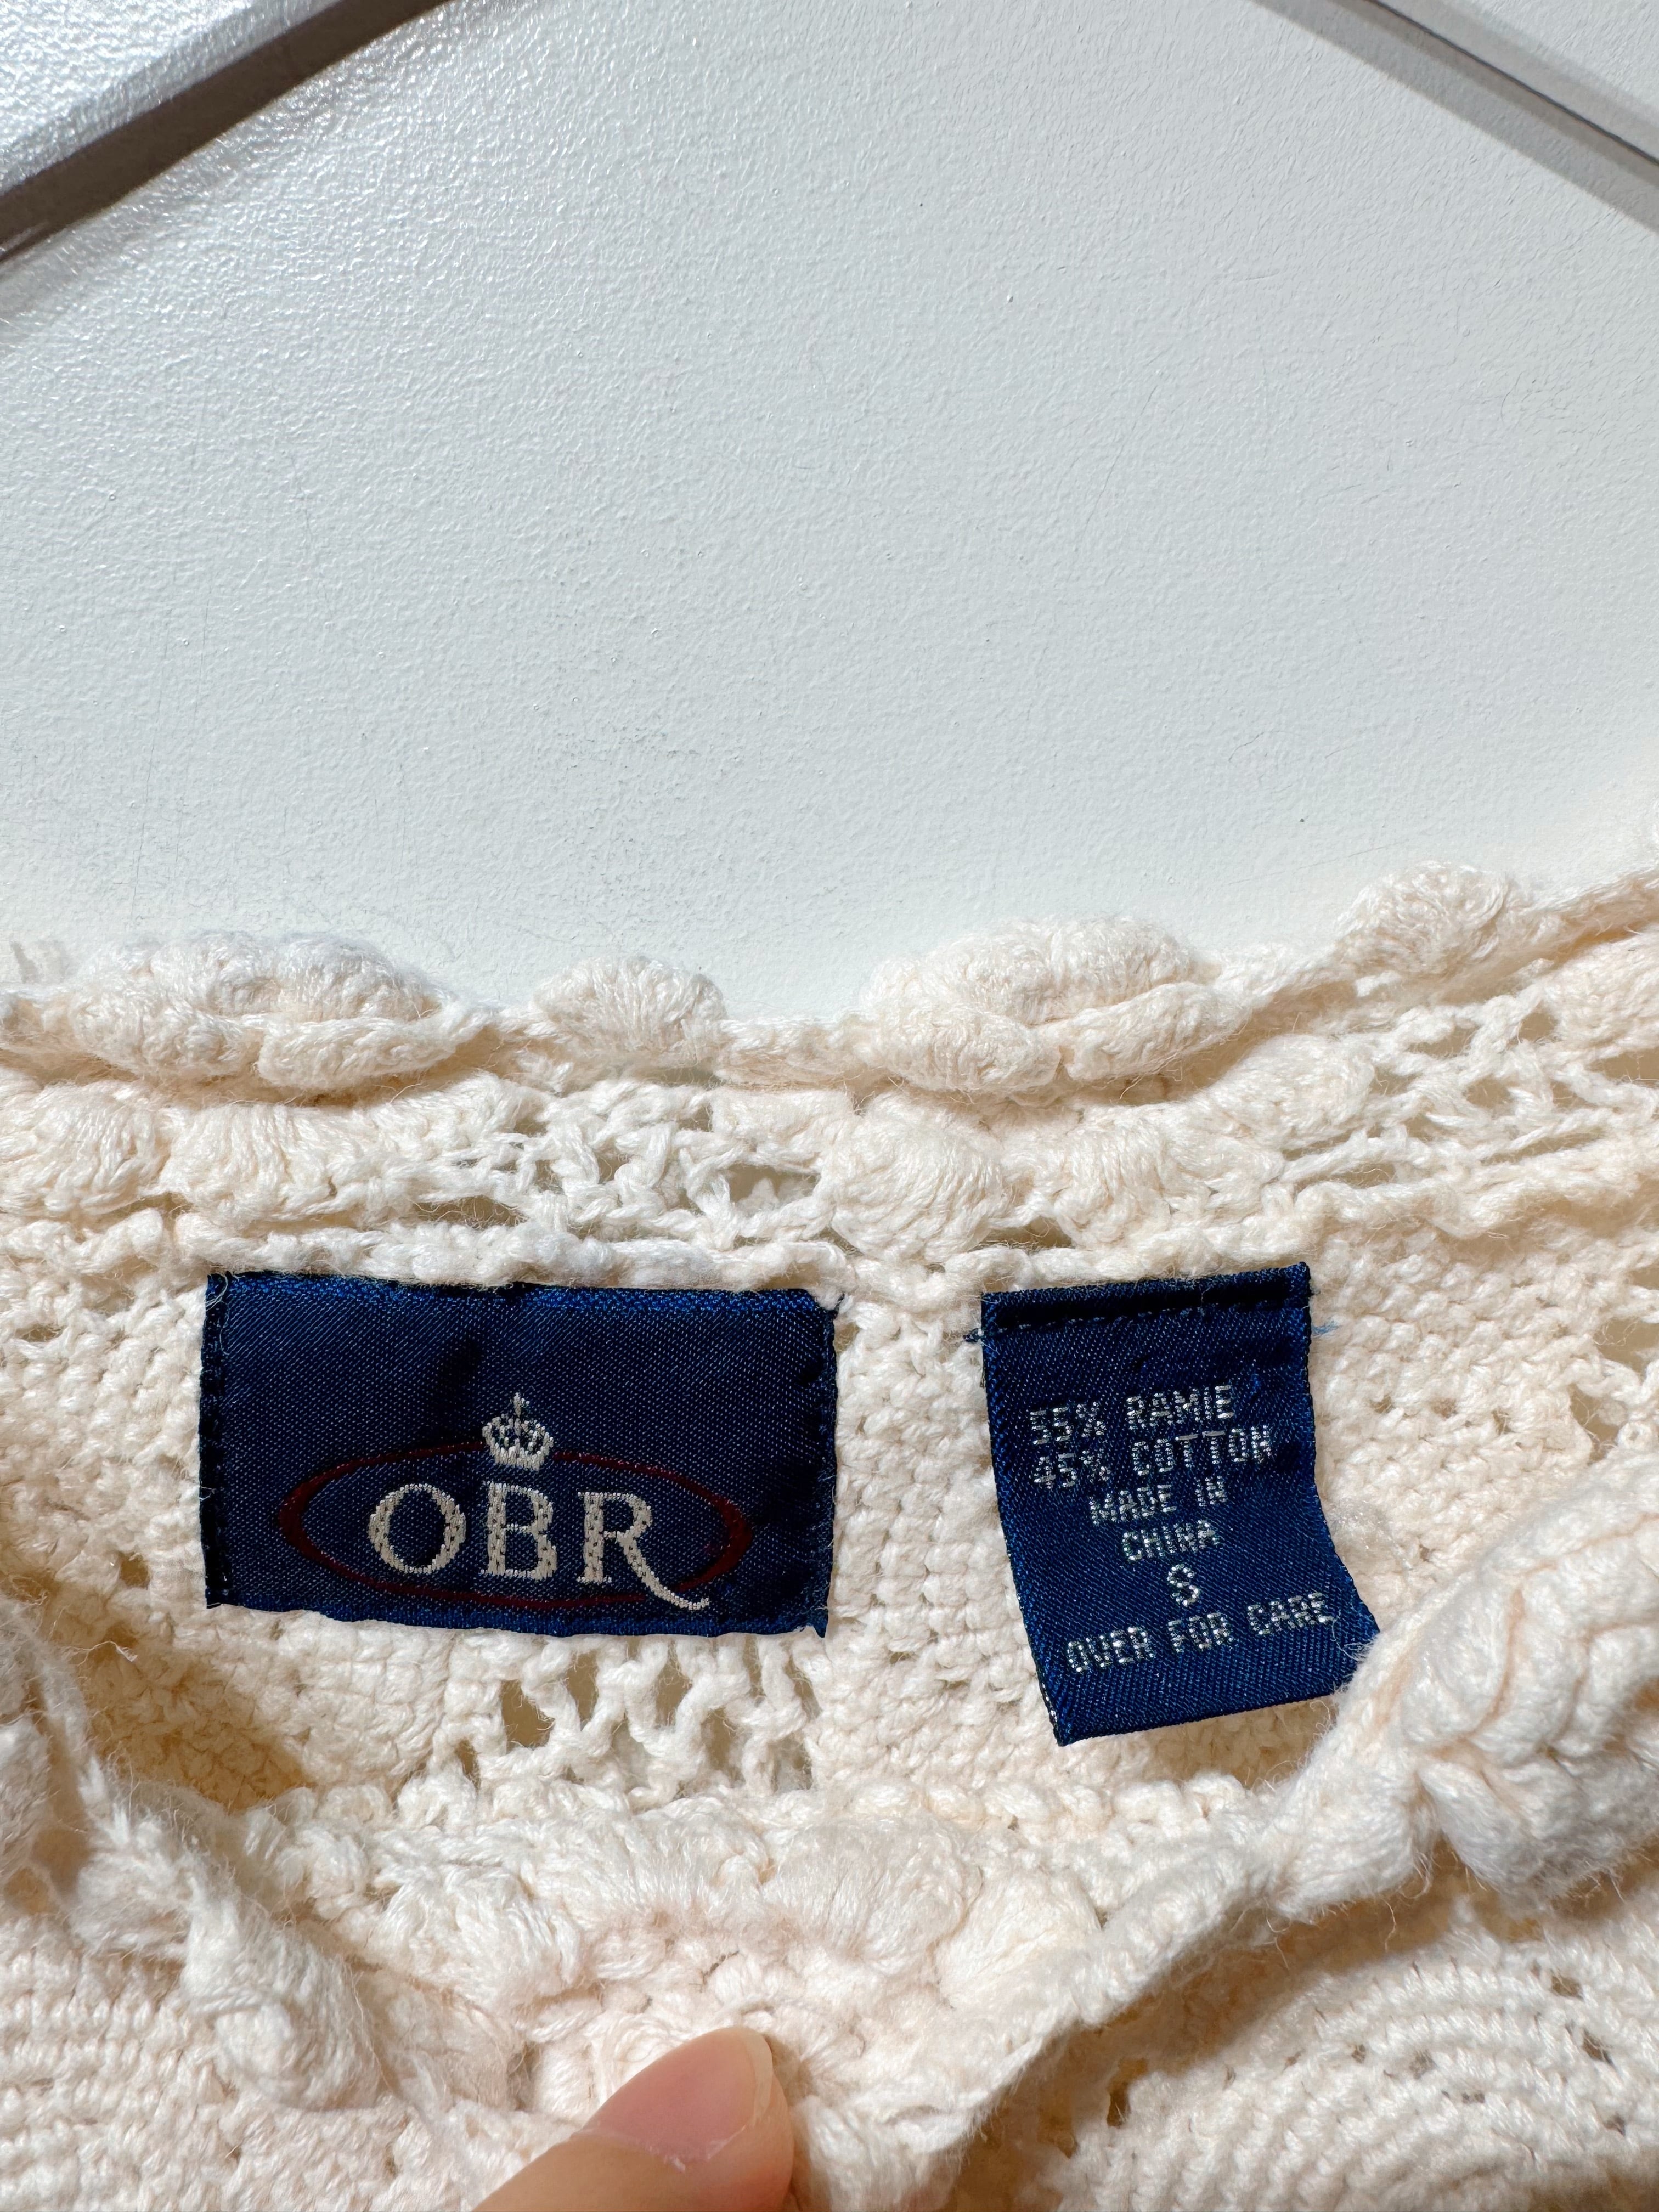 OBR
55% RAMIE
45% COTTON
MADE IN
CHINA
S
OVER FOR CARE